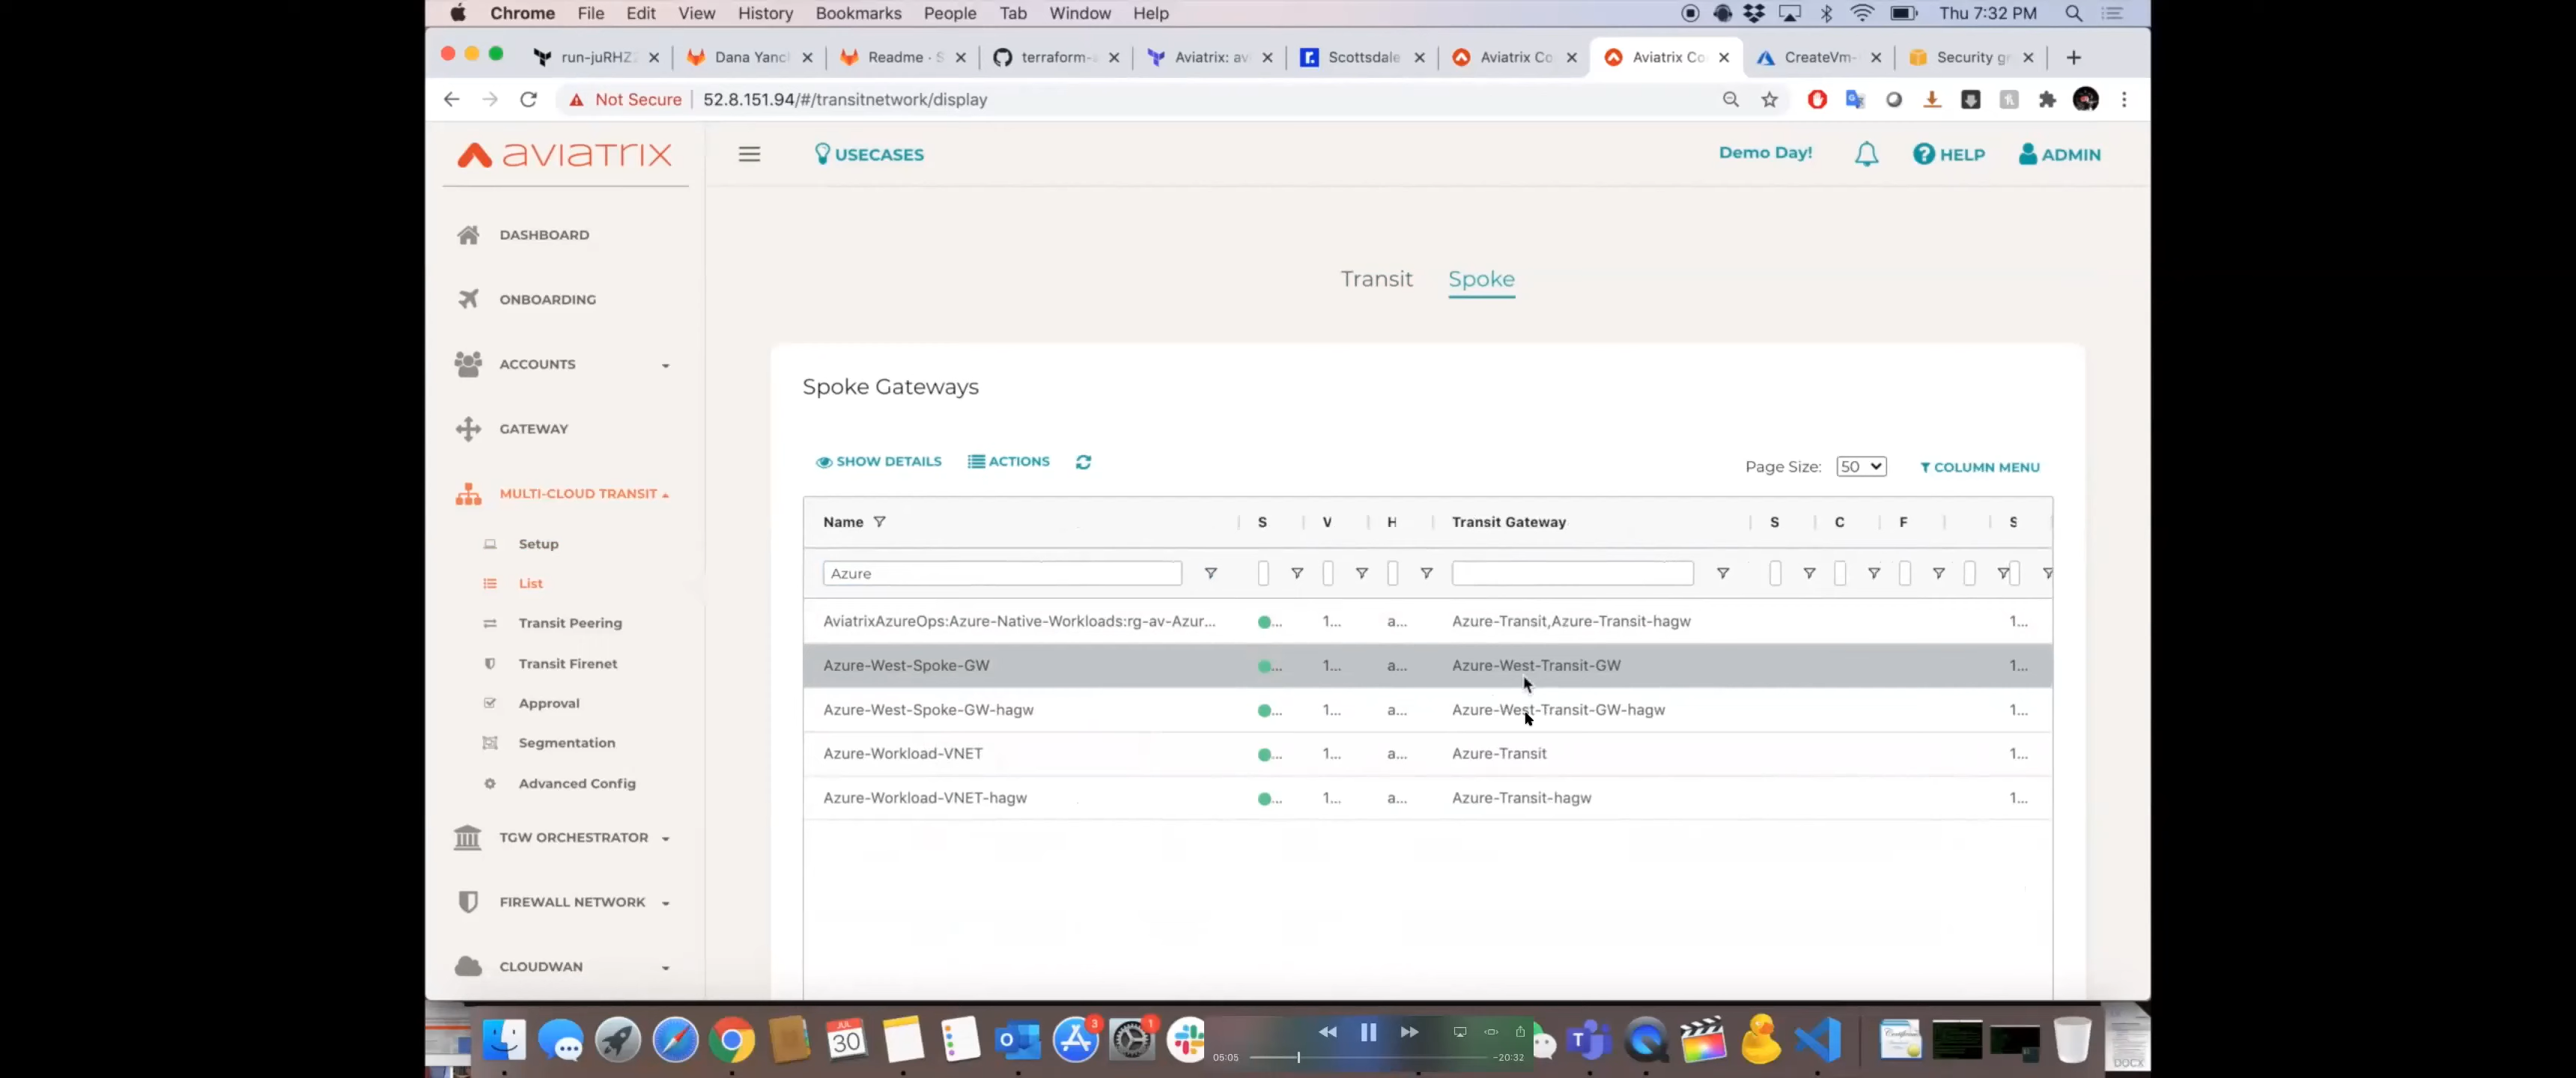 Chrome File Edit View History Bookmarks People Tab Window Help Thu 7:32 PM
run-juRHZ Dana Yanc Readme - S terraform- Aviatrix: av Scottsdale Aviatrix Co Aviatrix Co CreateVm- Security gr
Not Secure 52.8.151.94/#/transitnetwork/display
aviatrix USECASES Demo Day! HELP ADMIN
DASHBOARD
ONBOARDING
ACCOUNTS
GATEWAY
MULTI-CLOUD TRANSIT
Setup
List
Transit Peering
Transit Firenet
Approval
Segmentation
Advanced Config
TGW ORCHESTRATOR
FIREWALL NETWORK
CLOUDWAN
Transit Spoke
Spoke Gateways
SHOW DETAILS ACTIONS Page Size: 50 COLUMN MENU
Name S V H Transit Gateway S C F S
Azure
AviatrixAzureOps:Azure-Native-Workloads:rg-av-Azur... ... 1... a... Azure-Transit,Azure-Transit-hagw 1...
Azure-West-Spoke-GW ... 1... a... Azure-West-Transit-GW 1...
Azure-West-Spoke-GW-hagw ... 1... a... Azure-West-Transit-GW-hagw 1...
Azure-Workload-VNET ... 1... a... Azure-Transit 1...
Azure-Workload-VNET-hagw ... 1... a... Azure-Transit-hagw 1...
JUL
30
3
1
05:05 -20:32
DOCX